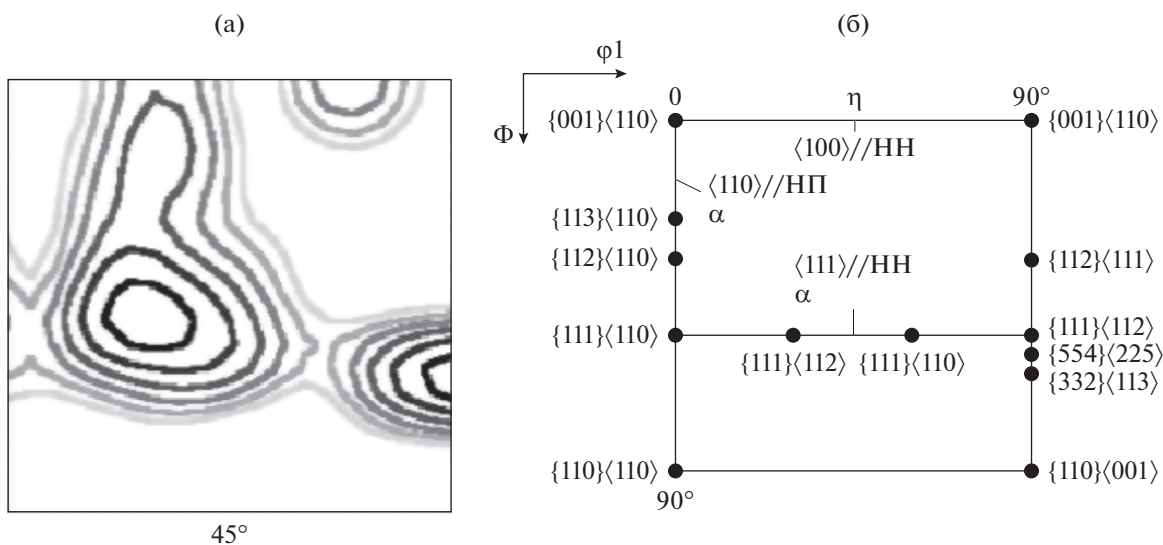 (а)
(б)
φ1
Φ
0
η
90°
{001}⟨110⟩
{001}⟨110⟩
⟨100⟩//НН
⟨110⟩//НП
α
{113}⟨110⟩
{112}⟨110⟩
{112}⟨111⟩
⟨111⟩//НН
α
{111}⟨110⟩
{111}⟨112⟩
{111}⟨112⟩
{111}⟨110⟩
{554}⟨225⟩
{332}⟨113⟩
{110}⟨110⟩
{110}⟨001⟩
90°
45°